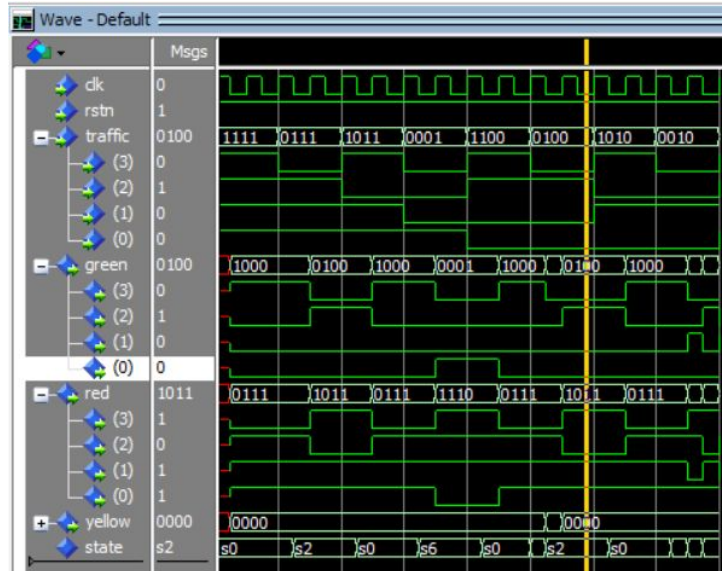 Wave - Default
Msgs
clk 0
rstn 1
traffic 0100 1111 0111 1011 0001 1100 0100 1010 0010
(3) 0
(2) 1
(1) 0
(0) 0
green 0100 1000 0100 1000 0001 1000 0100 1000
(3) 0
(2) 1
(1) 0
(0) 0
red 1011 0111 1011 0111 1110 0111 1011 0111
(3) 1
(2) 0
(1) 1
(0) 1
yellow 0000 0000 0000
state s2 s0 s2 s0 s6 s0 s2 s0